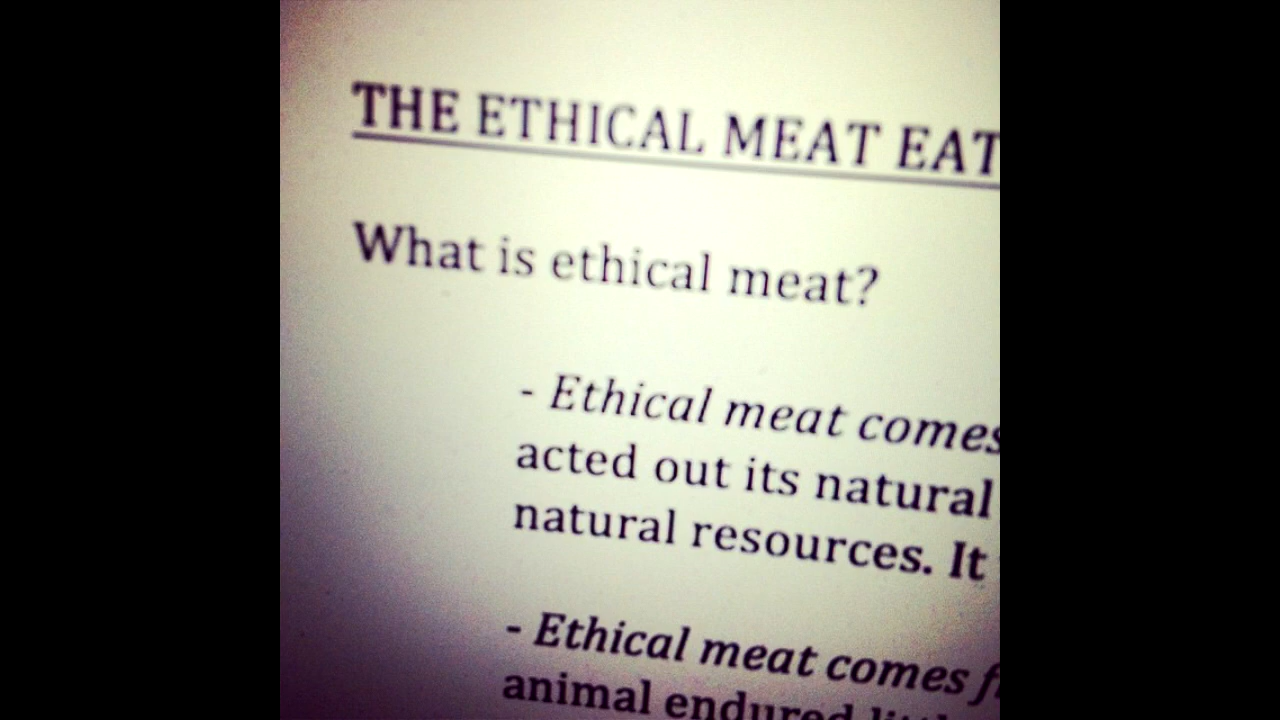 THE ETHICAL MEAT EAT
What is ethical meat?
- Ethical meat comes
acted out its natural
natural resources. It
- Ethical meat comes
animal endured